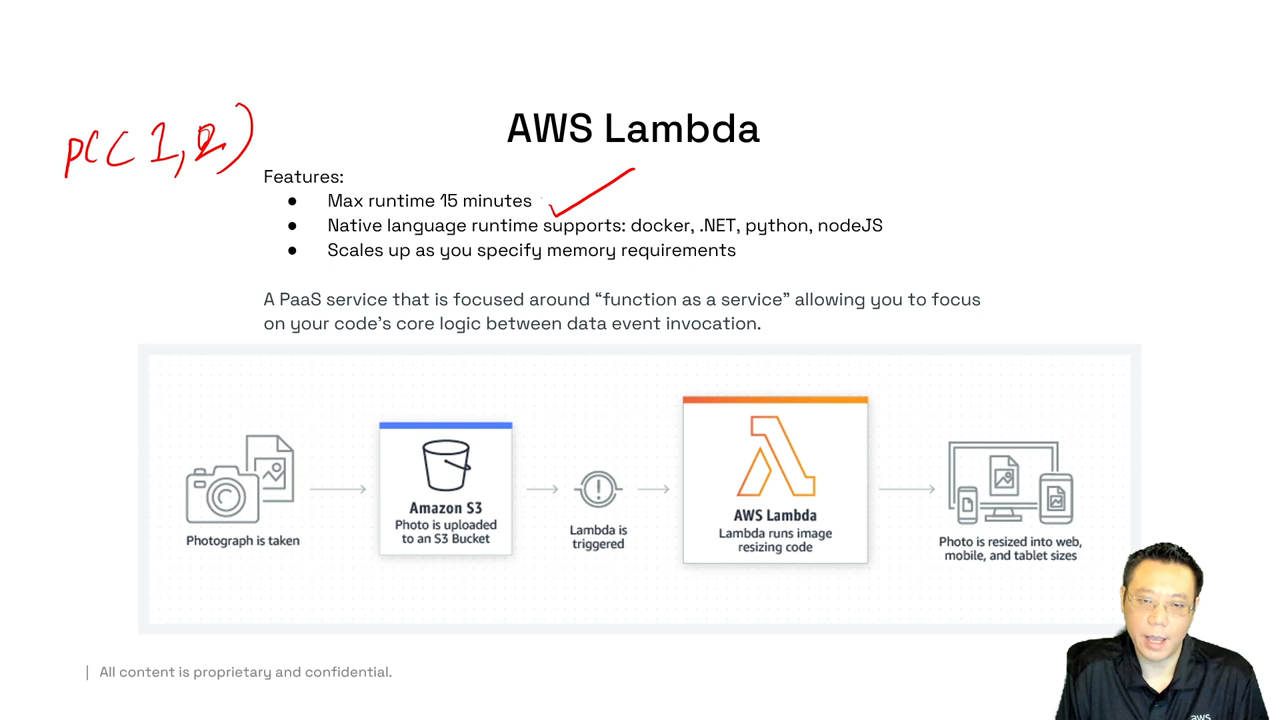 AWS Lambda
p(( 1, 2)
Features:
● Max runtime 15 minutes
● Native language runtime supports: docker, .NET, python, nodeJS
● Scales up as you specify memory requirements
A PaaS service that is focused around “function as a service” allowing you to focus
on your code’s core logic between data event invocation.
Photograph is taken
Amazon S3
Photo is uploaded
to an S3 Bucket
Lambda is
triggered
AWS Lambda
Lambda runs image
resizing code
Photo is resized into web,
mobile, and tablet sizes
| All content is proprietary and confidential.
aws